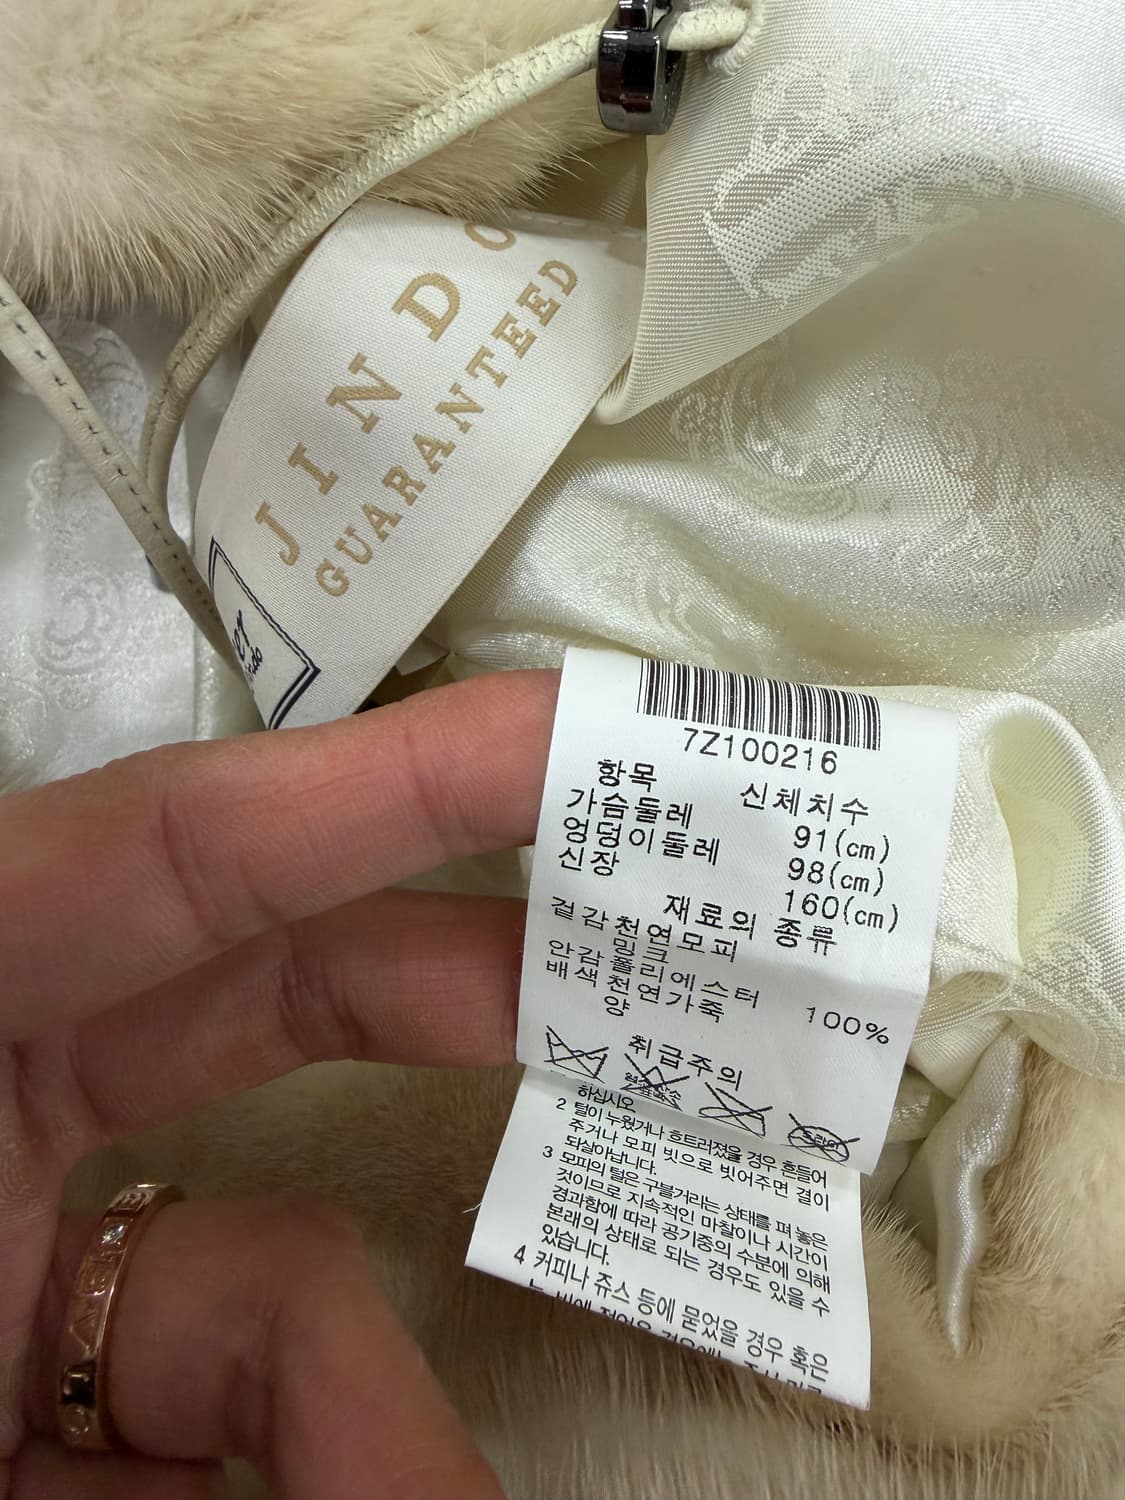 JINDO
GUARANTEED
7Z100216
항목 신체치수
가슴둘레 91(cm)
엉덩이둘레 98(cm)
신장 160(cm)
재료의 종류
겉감 천연모피
밍크
안감 폴리에스터 100%
배색 천연가죽
양
취급주의
하십시오
2 털이 누웠거나 흐트러졌을 경우 흔들어
주거나 모피 빗으로 빗어주면 결이
되살아납니다.
3 모피의 털은 구불거리는 상태를 펴 놓은
것이므로 지속적인 마찰이나 시간이
경과함에 따라 공기중의 수분에 의해
본래의 상태로 되는 경우도 있을 수
있습니다.
4 커피나 쥬스 등에 묻었을 경우 혹은